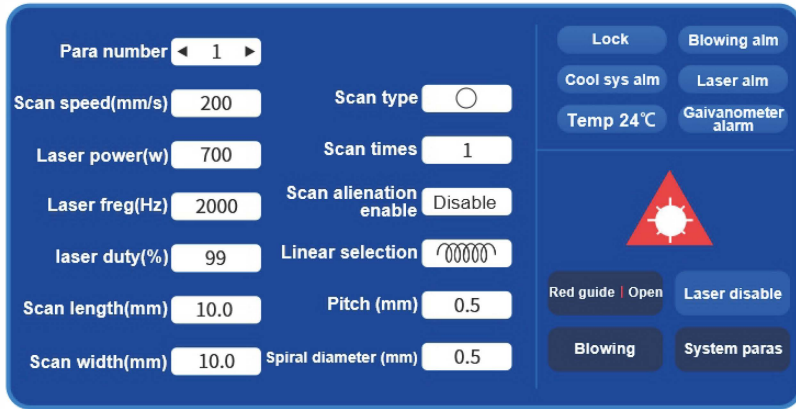 Para number ◄ 1 ►
Scan speed(mm/s) 200
Laser power(w) 700
Laser freg(Hz) 2000
laser duty(%) 99
Scan length(mm) 10.0
Scan width(mm) 10.0
Scan type
Scan times 1
Scan alienation
enable Disable
Linear selection
Pitch (mm) 0.5
Spiral diameter (mm) 0.5
Lock Blowing alm
Cool sys alm Laser alm
Temp 24℃ Gaivanometer
alarm
Red guide | Open Laser disable
Blowing System paras